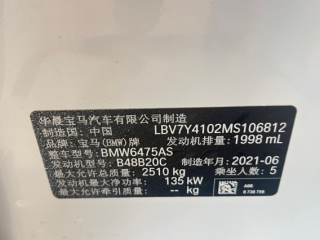 华晨宝马汽车有限公司制造
制造国: 中国 LBV7Y4102MS106812
品牌: 宝马(BMW)牌 发动机排量: 1998 mL
整车型号: BMW6475AS
发动机型号: B48B20C 制造年月: 2021-06
最大允许总质量: 2510 kg 乘坐人数: 5
发动机最大净功率: 135 kW
最大允许牵引质量: -- kg